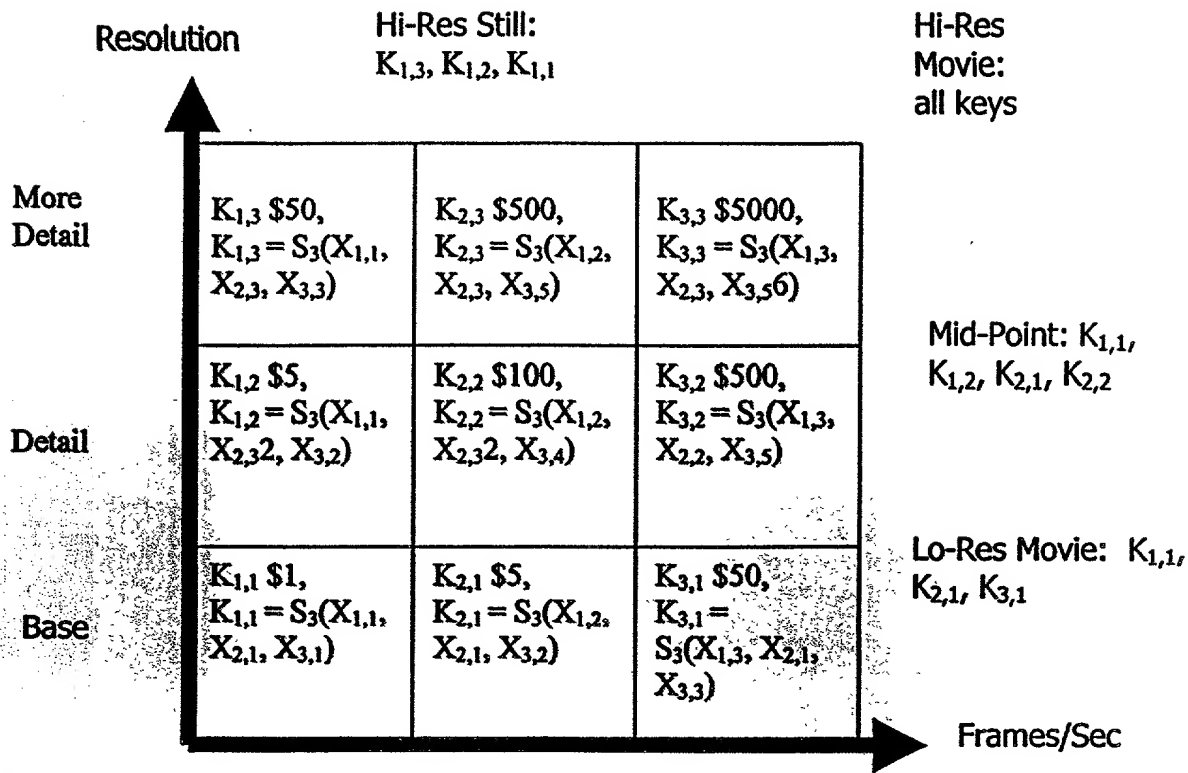 Resolution
Hi-Res Still:
K1,3, K1,2, K1,1
Hi-Res
Movie:
all keys
More
Detail
K1,3 $50,
K1,3 = S3(X1,1,
X2,3, X3,3)
K2,3 $500,
K2,3 = S3(X1,2,
X2,3, X3,5)
K3,3 $5000,
K3,3 = S3(X1,3,
X2,3, X3,56)
Mid-Point: K1,1,
K1,2, K2,1, K2,2
Detail
K1,2 $5,
K1,2 = S3(X1,1,
X2,32, X3,2)
K2,2 $100,
K2,2 = S3(X1,2,
X2,32, X3,4)
K3,2 $500,
K3,2 = S3(X1,3,
X2,2, X3,5)
Lo-Res Movie: K1,1,
K2,1, K3,1
Base
K1,1 $1,
K1,1 = S3(X1,1,
X2,1, X3,1)
K2,1 $5,
K2,1 = S3(X1,2,
X2,1, X3,2)
K3,1 $50,
K3,1 =
S3(X1,3, X2,1,
X3,3)
Frames/Sec